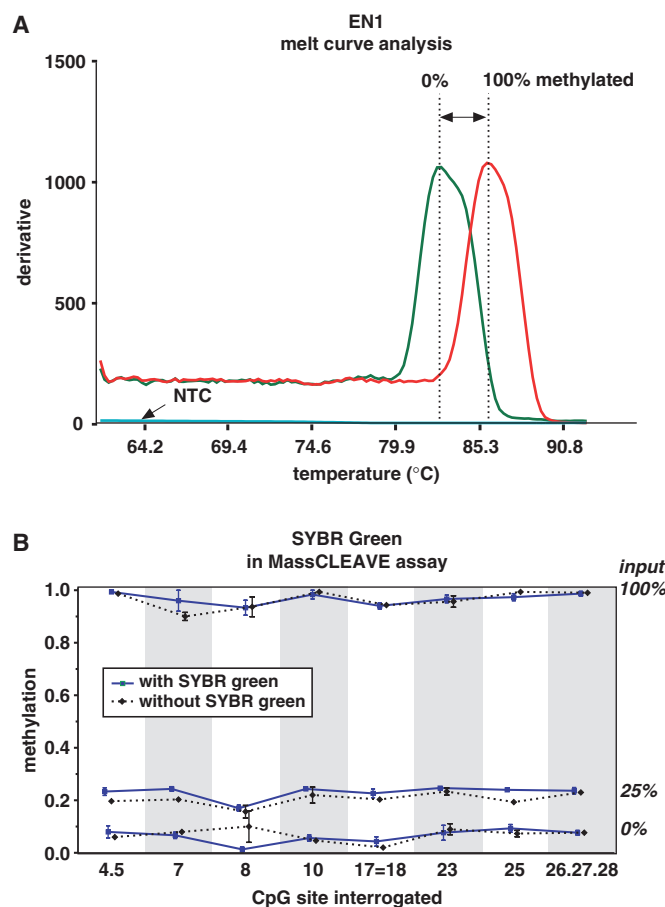 A
EN1
melt curve analysis
0%
100% methylated
1500
1000
500
0
derivative
NTC
64.2
69.4
74.6
79.9
85.3
90.8
temperature (°C)
B
SYBR Green
in MassCLEAVE assay
input
100%
25%
0%
1.0
0.8
0.6
0.4
0.2
0.0
methylation
with SYBR green
without SYBR green
4.5
7
8
10
17=18
23
25
26.27.28
CpG site interrogated